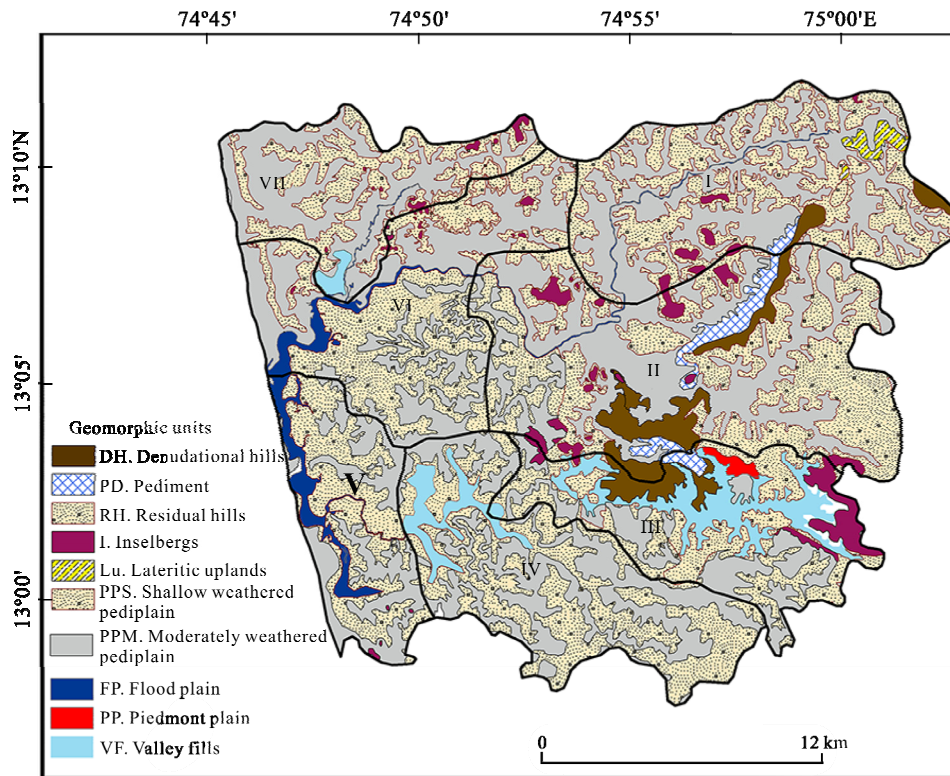 74°45' 74°50' 74°55' 75°00'E
13°10'N
13°05'
13°00'
VII
I
VI
II
V
III
IV
Geomorphic units
DH. Denudational hills
PD. Pediment
RH. Residual hills
I. Inselbergs
Lu. Lateritic uplands
PPS. Shallow weathered
pediplain
PPM. Moderately weathered
pediplain
FP. Flood plain
PP. Piedmont plain
VF. Valley fills
0 12 km